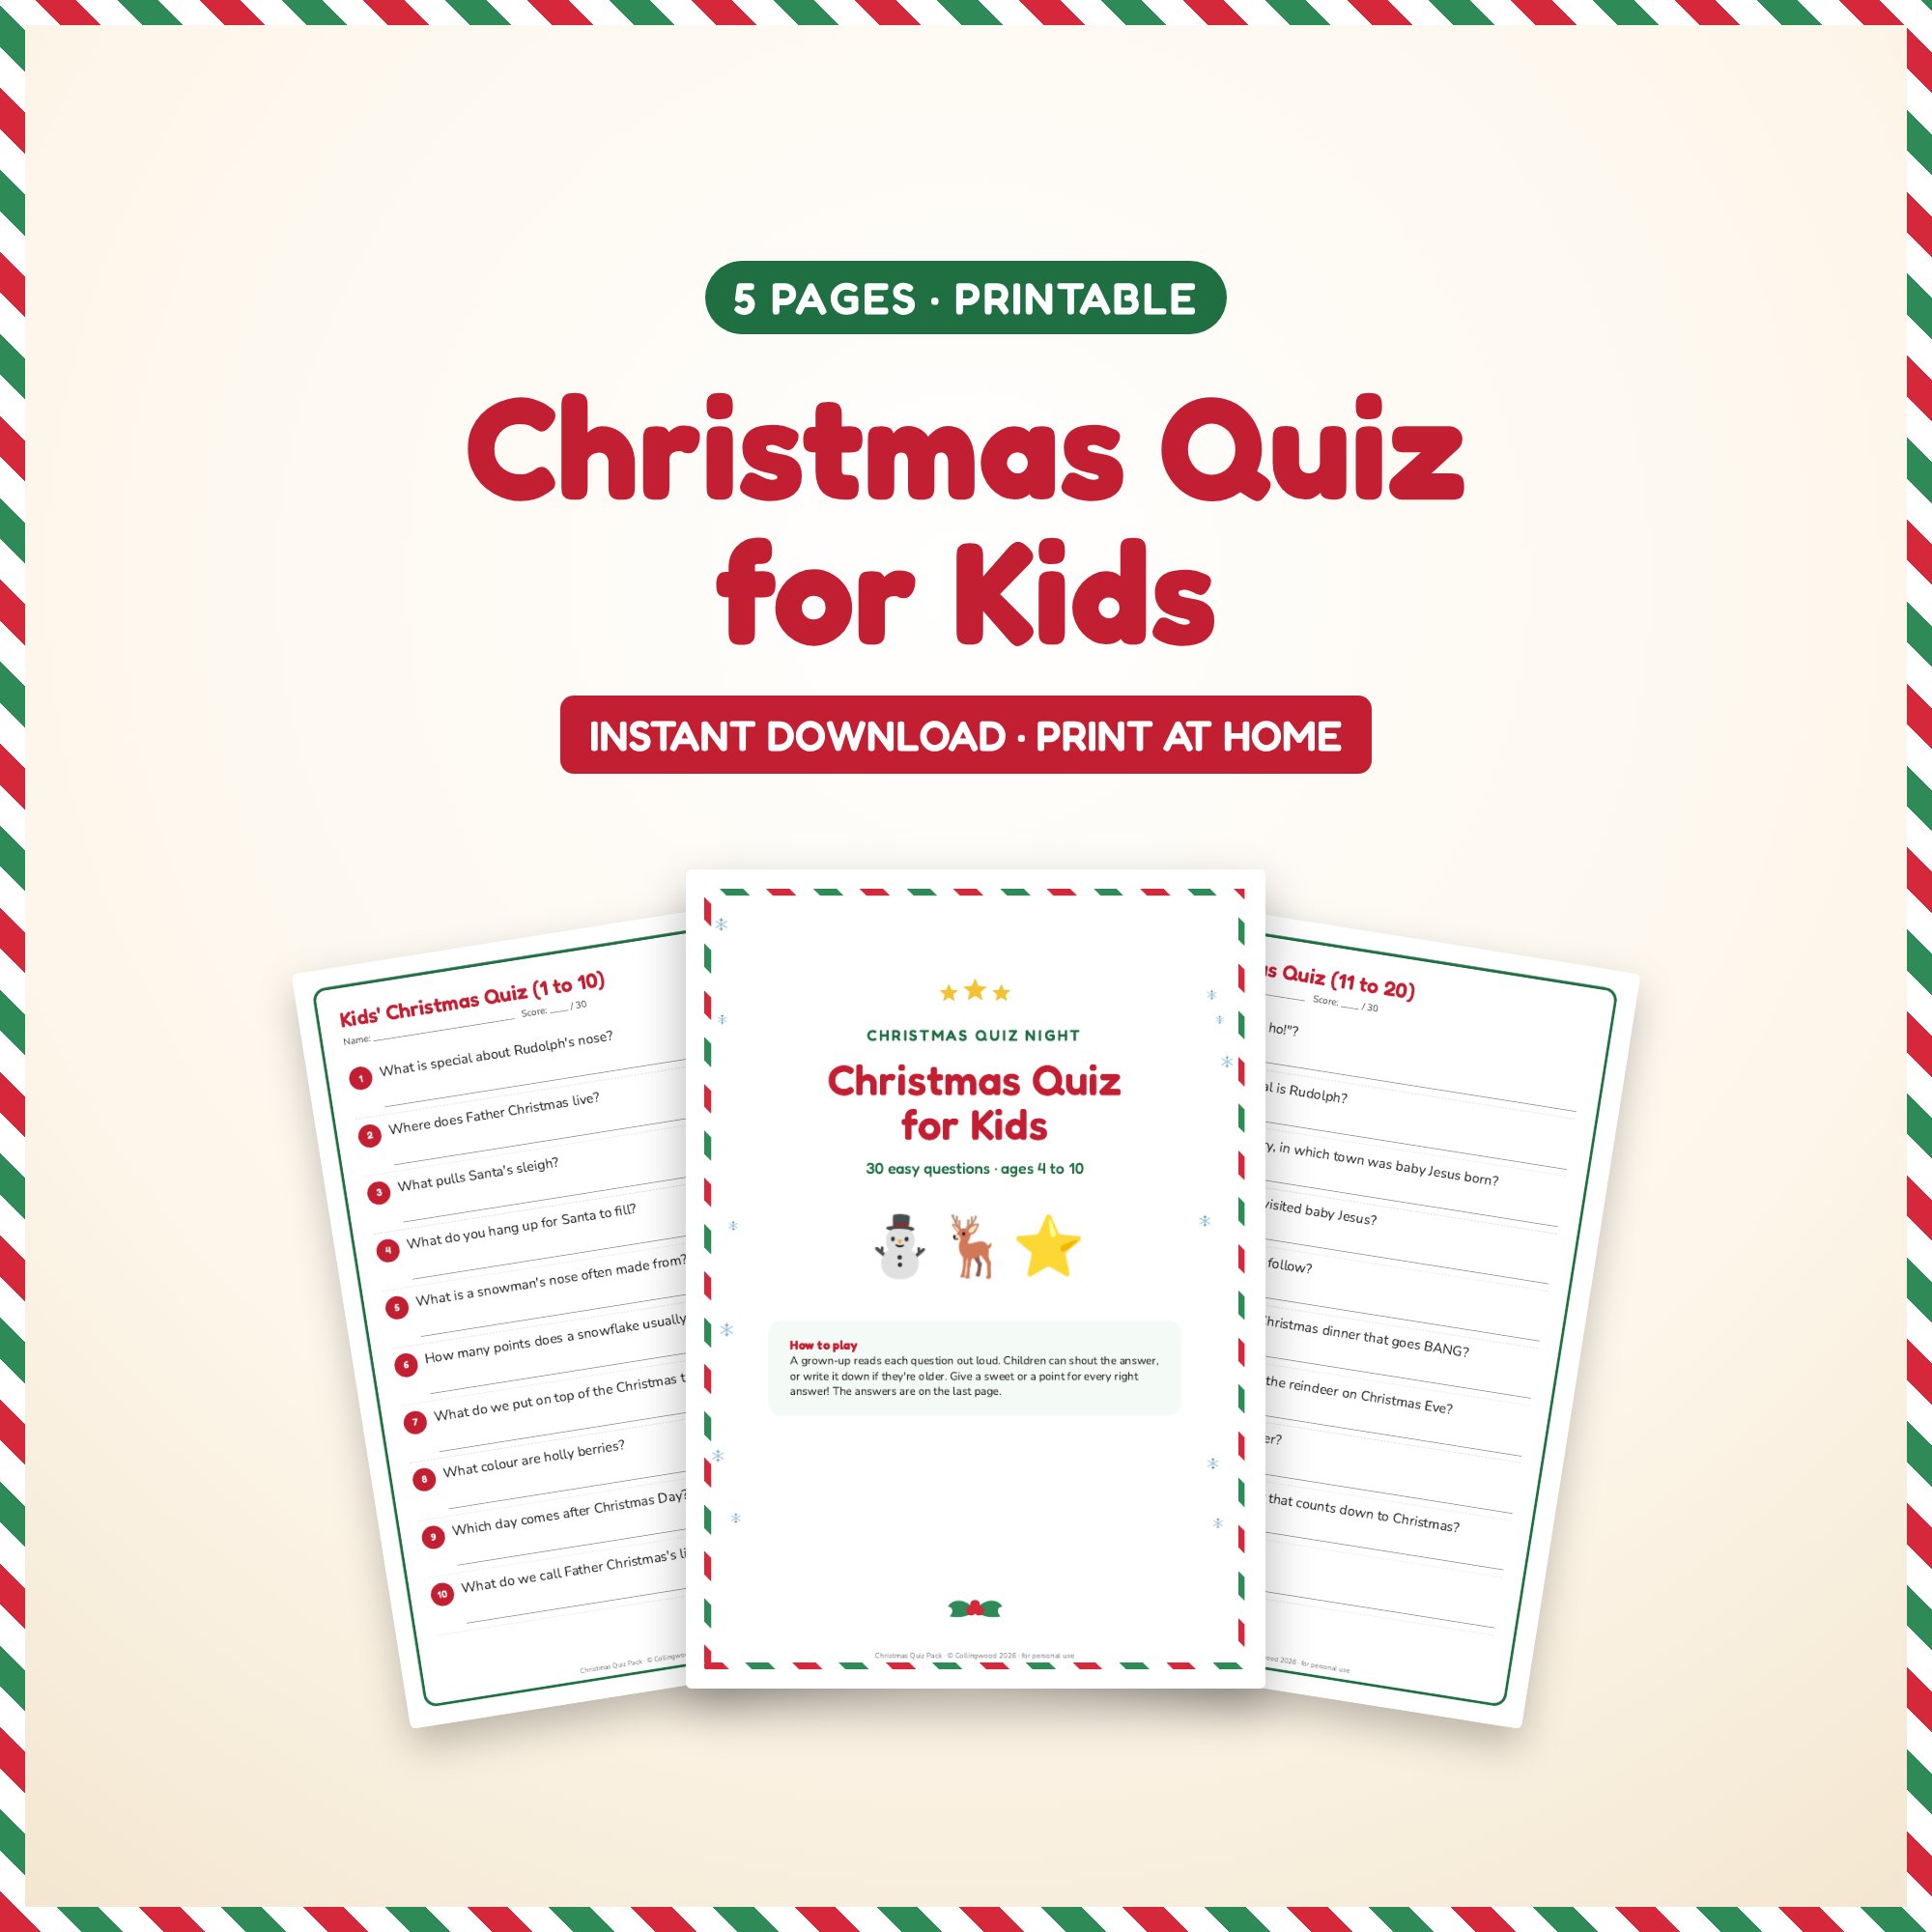 5 PAGES · PRINTABLE
Christmas Quiz
for Kids
INSTANT DOWNLOAD · PRINT AT HOME
Kids' Christmas Quiz (1 to 10)
Name: Score: / 30
1 What is special about Rudolph's nose?
2 Where does Father Christmas live?
3 What pulls Santa's sleigh?
4 What do you hang up for Santa to fill?
5 What is a snowman's nose often made from?
6 How many points does a snowflake usually
7 What do we put on top of the Christmas
8 What colour are holly berries?
9 Which day comes after Christmas Day?
10 What do we call Father Christmas's
Christmas Quiz Pack · ©
CHRISTMAS QUIZ NIGHT
Christmas Quiz
for Kids
30 easy questions · ages 4 to 10
How to play
A grown-up reads each question out loud. Children can shout the answer,
or write it down if they're older. Give a sweet or a point for every right
answer! The answers are on the last page.
Christmas Quiz Pack · © Collingwood 2026 · for personal use
Quiz (11 to 20)
Score: / 30
ho!"?
is Rudolph?
in which town was baby Jesus born?
visited baby Jesus?
follow?
Christmas dinner that goes BANG?
the reindeer on Christmas Eve?
that counts down to Christmas?
2026 · for personal use